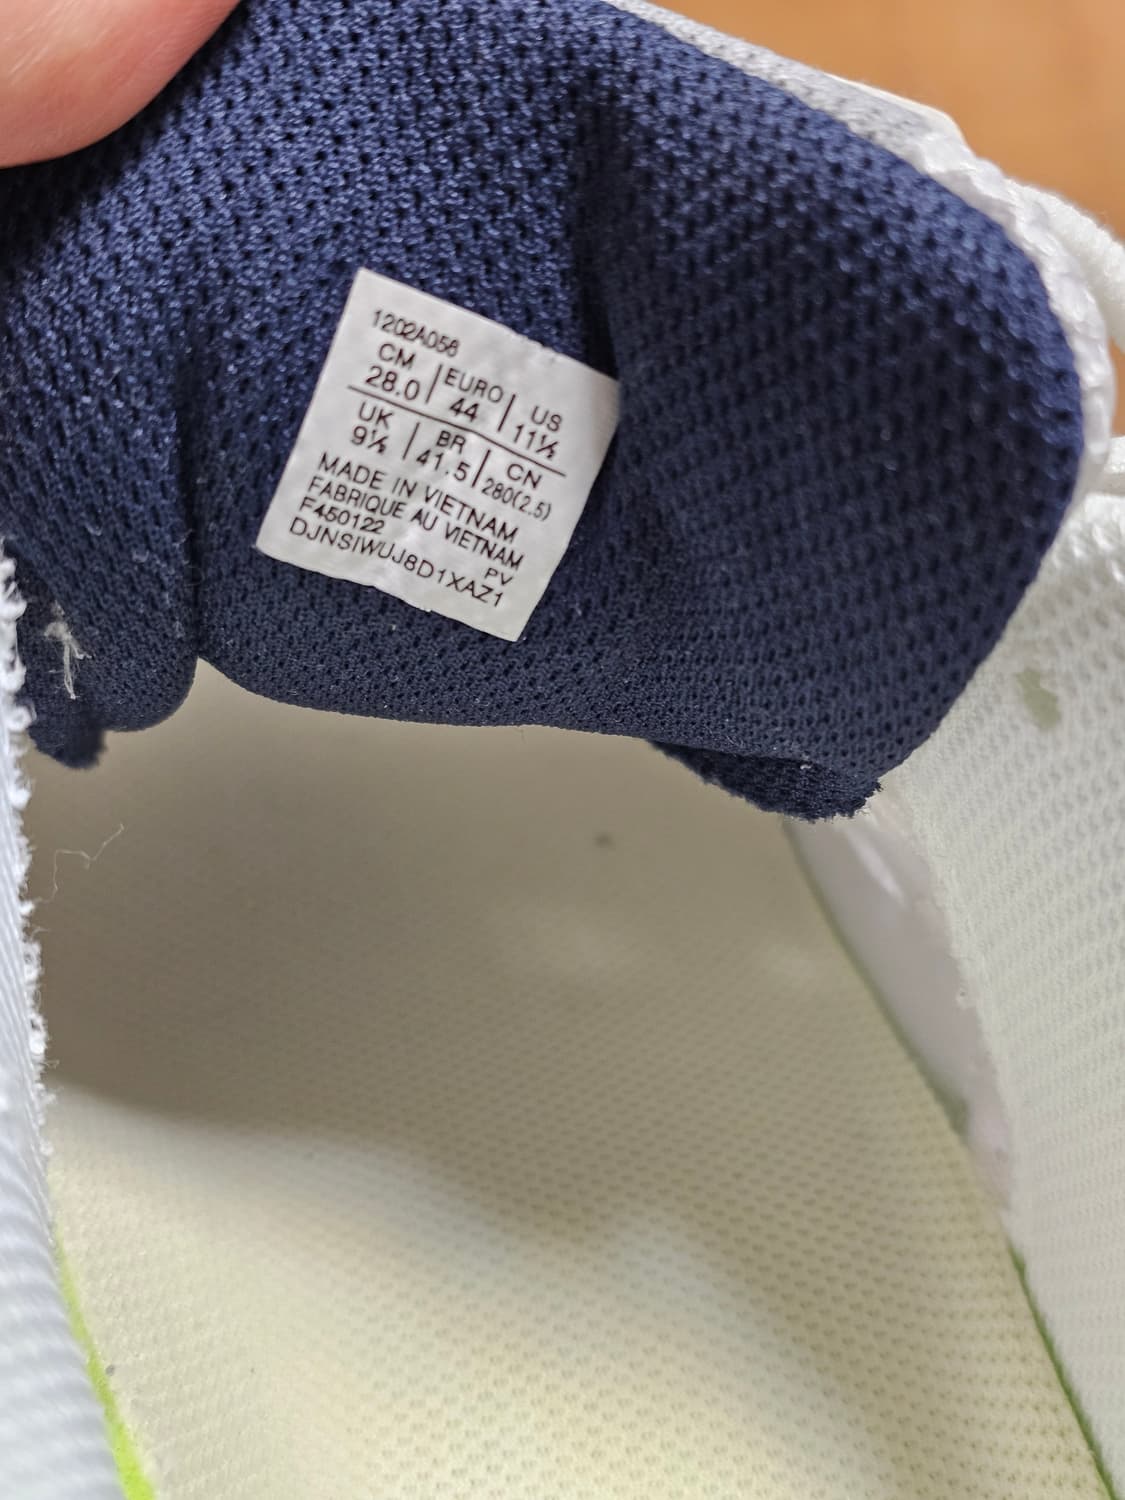 1202A056
CM 28.0 | EURO 44 | US 11½
UK 9½ | BR 41.5 | CN 280(2.5)
MADE IN VIETNAM
FABRIQUE AU VIETNAM
F450122 PV
DJNSIWUJ8D1XAZ1